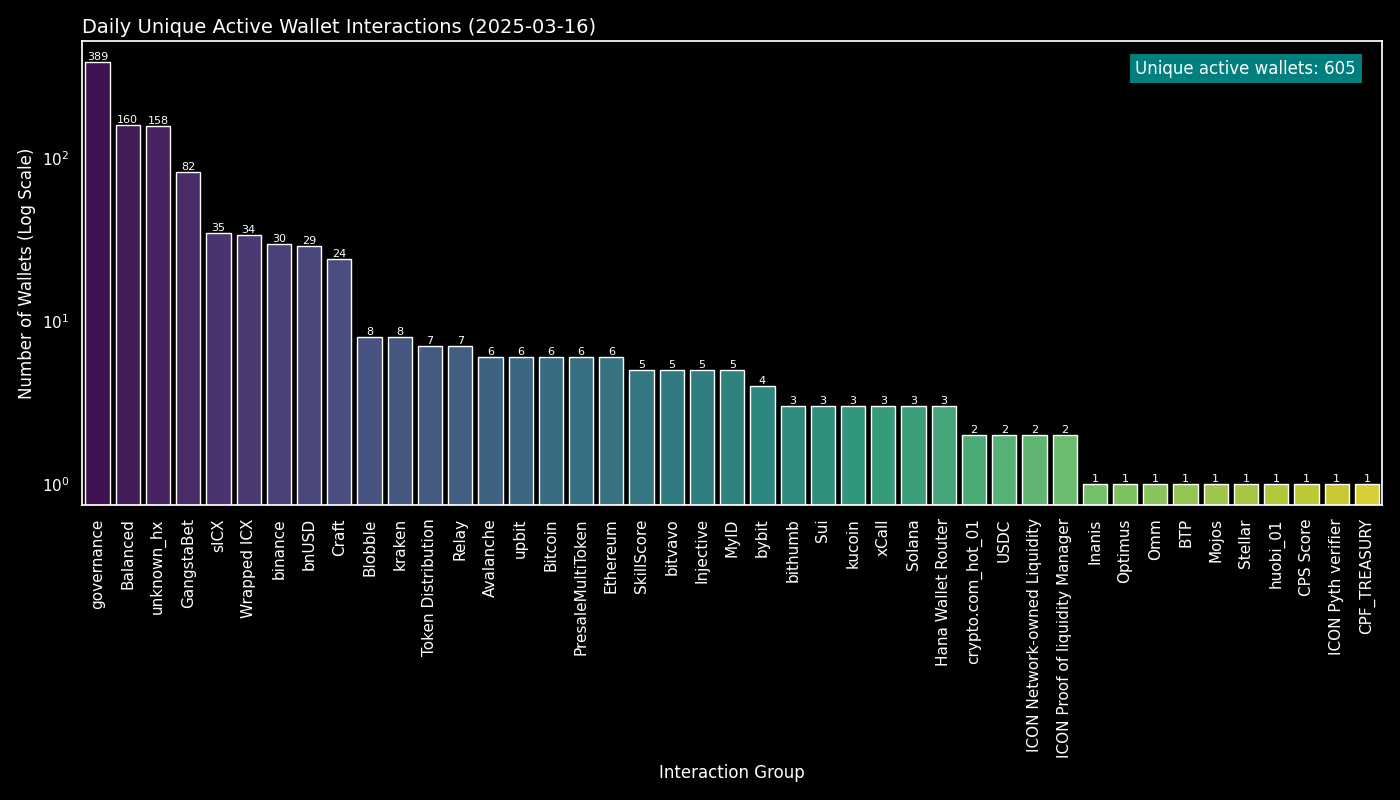 Daily Unique Active Wallet Interactions (2025-03-16)
Unique active wallets: 605
Number of Wallets (Log Scale)
10²
10¹
10⁰
389
160
158
82
35
34
30
29
24
8
8
7
7
6
6
6
6
6
5
5
5
5
4
3
3
3
3
3
3
2
2
2
2
1
1
1
1
1
1
1
1
1
1
governance
Balanced
unknown_hx
GangstaBet
sICX
Wrapped ICX
binance
bnUSD
Craft
Blobble
kraken
Token Distribution
Relay
Avalanche
upbit
Bitcoin
PresaleMultiToken
Ethereum
SkillScore
bitvavo
Injective
MyID
bybit
bithumb
Sui
kucoin
xCall
Solana
Hana Wallet Router
crypto.com_hot_01
USDC
ICON Network-owned Liquidity
ICON Proof of liquidity Manager
Inanis
Optimus
Omm
BTP
Mojos
Stellar
huobi_01
CPS Score
ICON Pyth verifier
CPF_TREASURY
Interaction Group